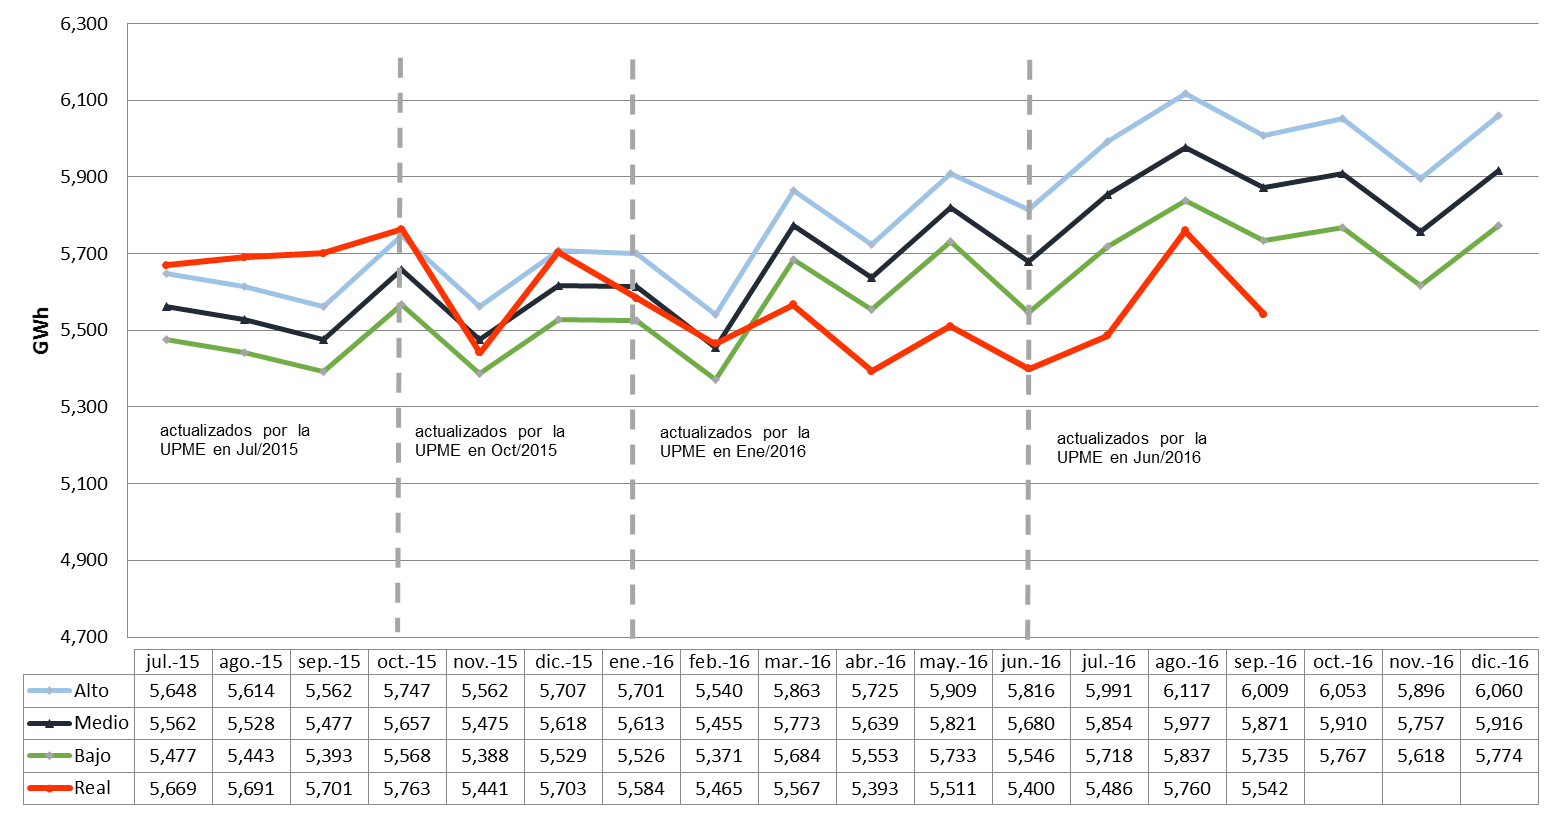 6,300
6,100
5,900
5,700
5,500
5,300
5,100
4,900
4,700
GWh
actualizados por la
UPME en Jul/2015
actualizados por la
UPME en Oct/2015
actualizados por la
UPME en Ene/2016
actualizados por la
UPME en Jun/2016
jul.-15 ago.-15 sep.-15 oct.-15 nov.-15 dic.-15 ene.-16 feb.-16 mar.-16 abr.-16 may.-16 jun.-16 jul.-16 ago.-16 sep.-16 oct.-16 nov.-16 dic.-16
Alto 5,648 5,614 5,562 5,747 5,562 5,707 5,701 5,540 5,863 5,725 5,909 5,816 5,991 6,117 6,009 6,053 5,896 6,060
Medio 5,562 5,528 5,477 5,657 5,475 5,618 5,613 5,455 5,773 5,639 5,821 5,680 5,854 5,977 5,871 5,910 5,757 5,916
Bajo 5,477 5,443 5,393 5,568 5,388 5,529 5,526 5,371 5,684 5,553 5,733 5,546 5,718 5,837 5,735 5,767 5,618 5,774
Real 5,669 5,691 5,701 5,763 5,441 5,703 5,584 5,465 5,567 5,393 5,511 5,400 5,486 5,760 5,542